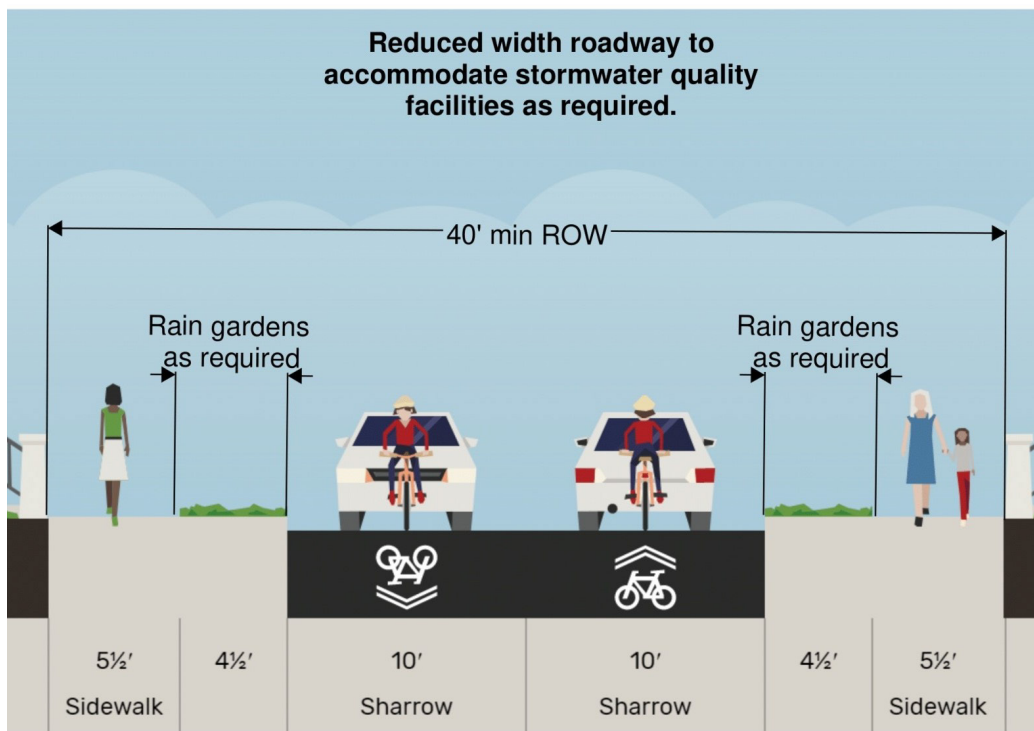 Reduced width roadway to
accommodate stormwater quality
facilities as required.
40' min ROW
Rain gardens
as required
Rain gardens
as required
5½′
4½′
10′
10′
4½′
5½′
Sidewalk
Sharrow
Sharrow
Sidewalk